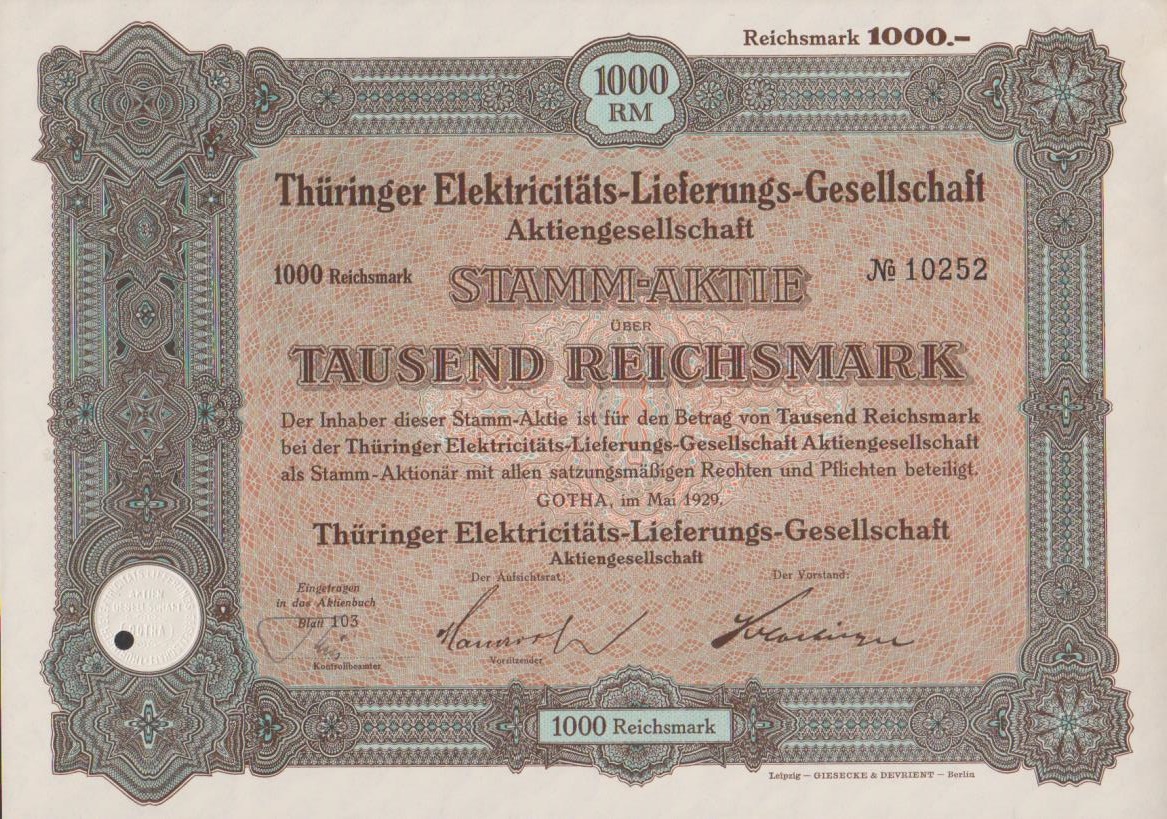 Reichsmark 1000.–
1000
RM
Thüringer Elektricitäts-Lieferungs-Gesellschaft
Aktiengesellschaft
1000 Reichsmark
STAMM-AKTIE
№ 10252
ÜBER
TAUSEND REICHSMARK
Der Inhaber dieser Stamm-Aktie ist für den Betrag von Tausend Reichsmark
bei der Thüringer Elektricitäts-Lieferungs-Gesellschaft Aktiengesellschaft
als Stamm-Aktionär mit allen satzungsmäßigen Rechten und Pflichten beteiligt.
GOTHA, im Mai 1929.
Thüringer Elektricitäts-Lieferungs-Gesellschaft
Aktiengesellschaft
Der Aufsichtsrat:
Der Vorstand:
Eingetragen
in das Aktienbuch
Blatt 103
Kontrollbeamter
Vorsitzender
AKTIEN
GESELLSCHAFT
GOTHA
1000 Reichsmark
Leipzig – GIESECKE & DEVRIENT – Berlin